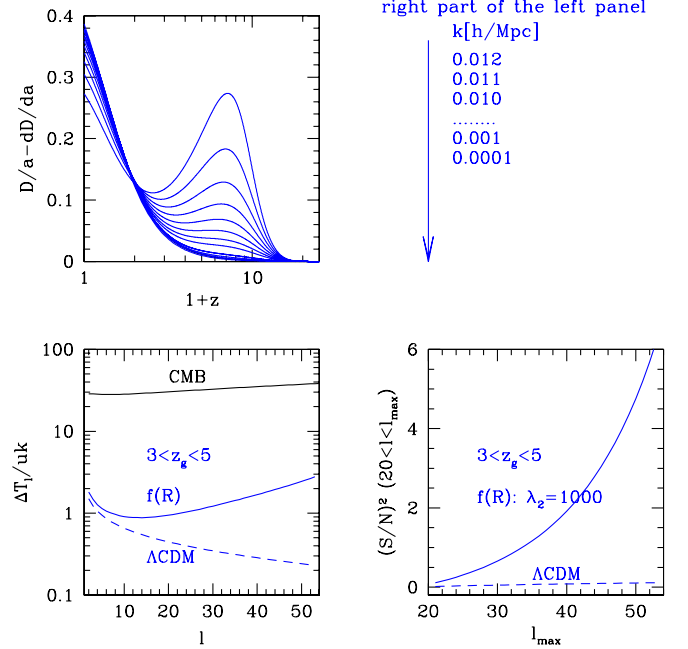 right part of the left panel
k[h/Mpc]
0.012
0.011
0.010
........
0.001
0.0001
0.4
0.3
0.2
0.1
0
D/a-dD/da
1
10
1+z
100
10
1
0.1
ΔT_l/uk
CMB
3<z_g<5
f(R)
ΛCDM
10 20 30 40 50
l
6
4
2
0
(S/N)² (20<l<l_max)
3<z_g<5
f(R): λ_2=1000
ΛCDM
20 30 40 50
l_max